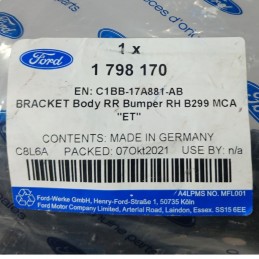 Ford
1 x
1 798 170
EN: C1BB-17A881-AB
BRACKET Body RR Bumper RH B299 MCA
"ET"
CONTENTS: MADE IN GERMANY
C8L6A PACKED: 07Okt2021 USE BY: n/a
A4LPMS NO. MFL001
Ford-Werke GmbH, Henry-Ford-Straße 1, 50735 Köln
Ford Motor Company Limited, Arterial Road, Laindon, Essex. SS15 6EE